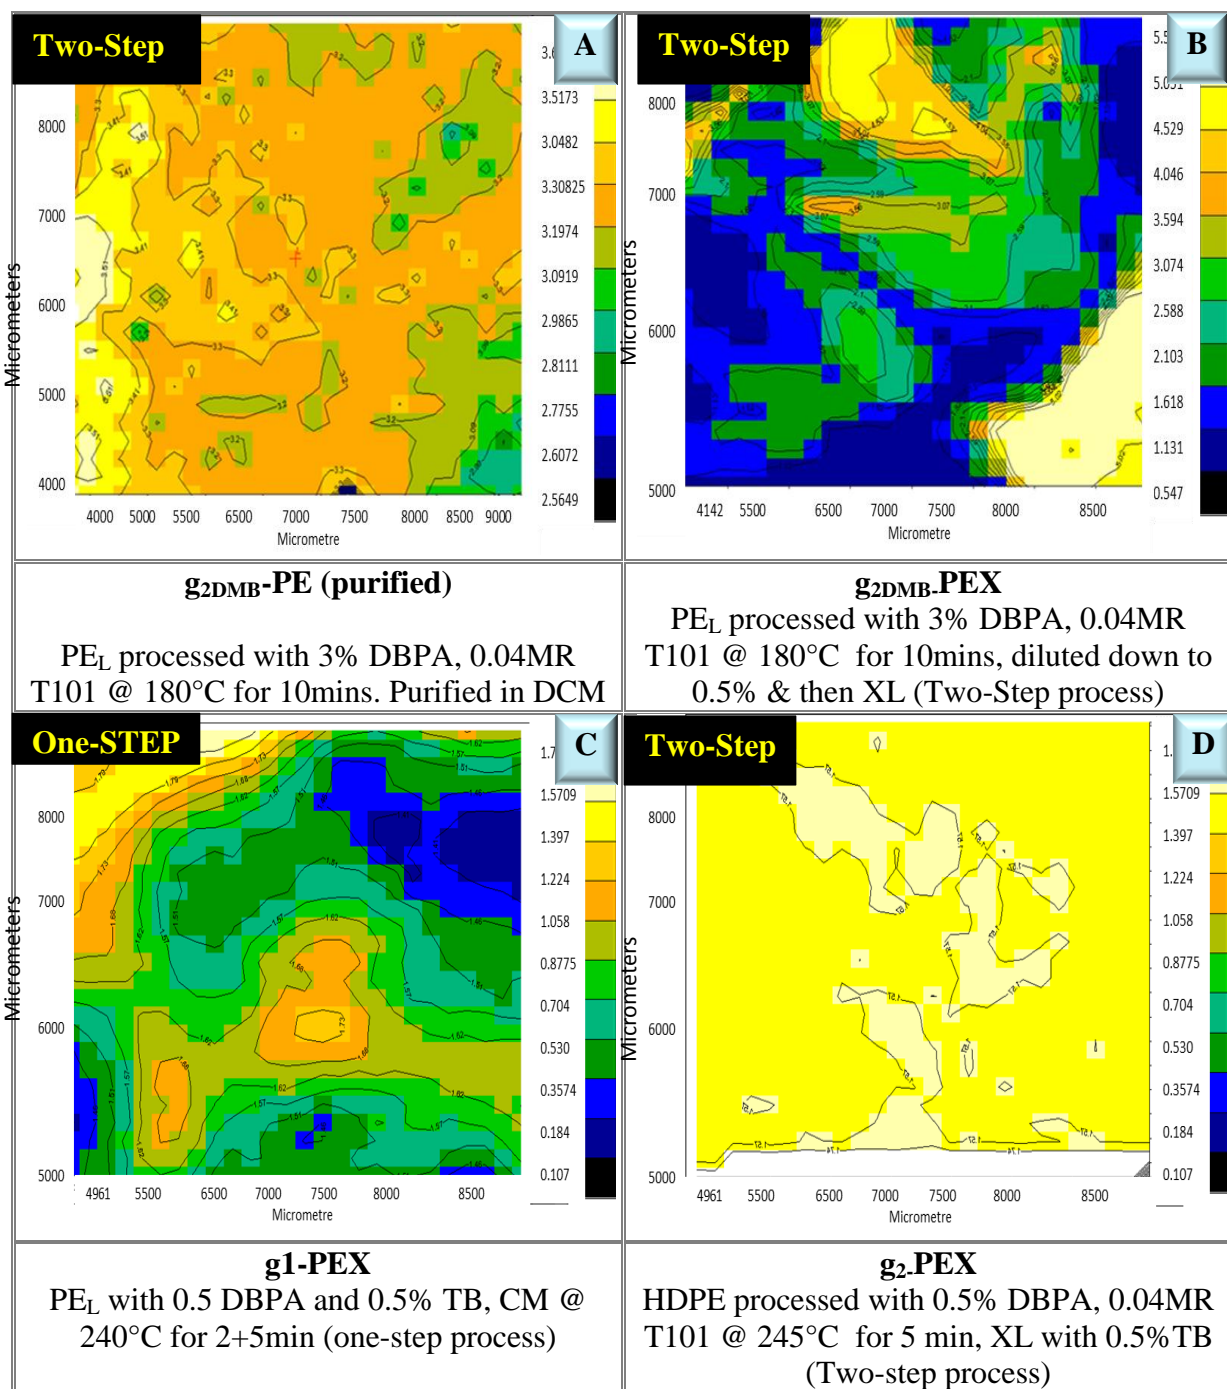 Two-Step
A
3.6
3.5173
3.0482
3.30825
3.1974
3.0919
2.9865
2.8111
2.7755
2.6072
2.5649
8000
7000
6000
5000
4000
Micrometers
4000 5000 5500 6500 7000 7500 8000 8500 9000
Micrometre
Two-Step
B
5.5
5.031
4.529
4.046
3.594
3.074
2.588
2.103
1.618
1.131
0.547
8000
7000
6000
5000
4142 5500 6500 7000 7500 8000 8500
Micrometre
g2DMB-PE (purified)
PEL processed with 3% DBPA, 0.04MR
T101 @ 180°C for 10mins. Purified in DCM
g2DMB-PEX
PEL processed with 3% DBPA, 0.04MR
T101 @ 180°C for 10mins, diluted down to
0.5% & then XL (Two-Step process)
One-STEP
C
1.7
1.5709
1.397
1.224
1.058
0.8775
0.704
0.530
0.3574
0.184
0.107
8000
7000
6000
5000
Micrometers
4961 5500 6500 7000 7500 8500
Micrometre
Two-Step
D
1.
1.5709
1.397
1.224
1.058
0.8775
0.704
0.530
0.3574
0.184
0.107
8000
7000
6000
5000
Micrometers
4961 5500 6500 7000 7500 8000 8500
Micrometre
g1-PEX
PEL with 0.5 DBPA and 0.5% TB, CM @
240°C for 2+5min (one-step process)
g2-PEX
HDPE processed with 0.5% DBPA, 0.04MR
T101 @ 245°C for 5 min, XL with 0.5%TB
(Two-step process)